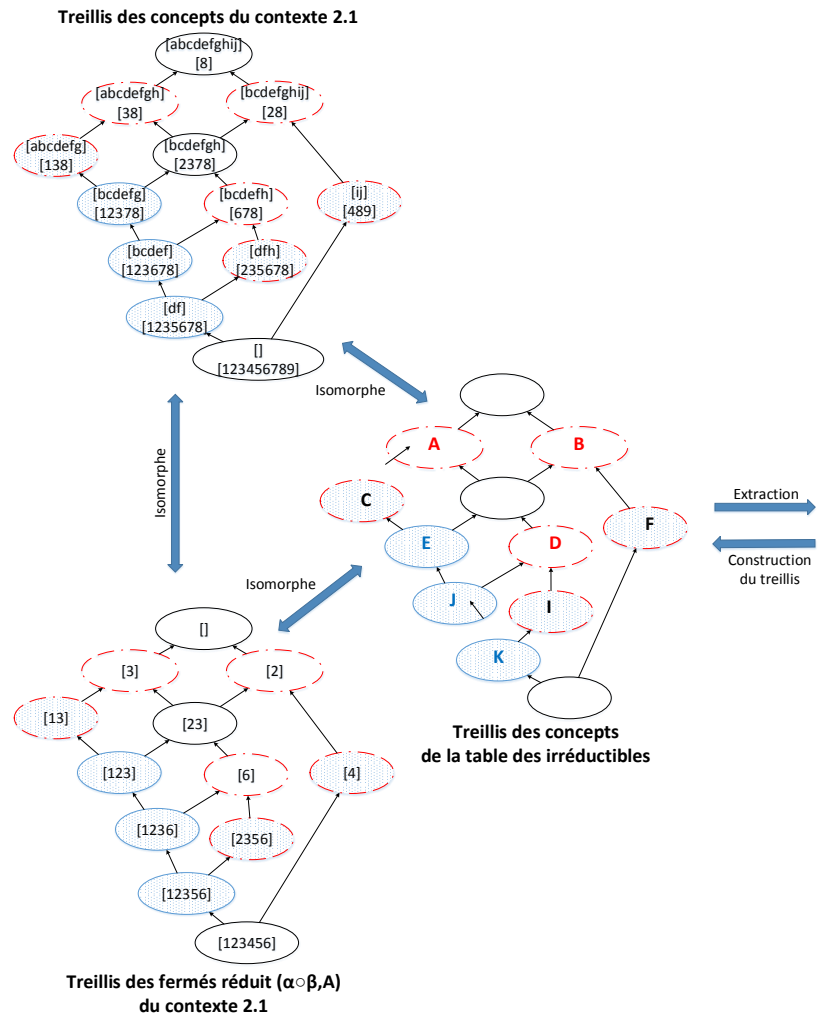 Treillis des concepts du contexte 2.1
[abcdefghij]
[8]
[abcdefgh]
[38]
[bcdefghij]
[28]
[abcdefg]
[138]
[bcdefgh]
[2378]
[bcdefg]
[12378]
[bcdefh]
[678]
[ij]
[489]
[bcdef]
[123678]
[dfh]
[235678]
[df]
[1235678]
[]
[123456789]
Isomorphe
Isomorphe
Isomorphe
A
B
C
E
D
F
J
I
K
Extraction
Construction
du treillis
Treillis des concepts
de la table des irréductibles
[]
[3]
[2]
[13]
[23]
[123]
[6]
[4]
[1236]
[2356]
[12356]
[123456]
Treillis des fermés réduit (α○β,A)
du contexte 2.1